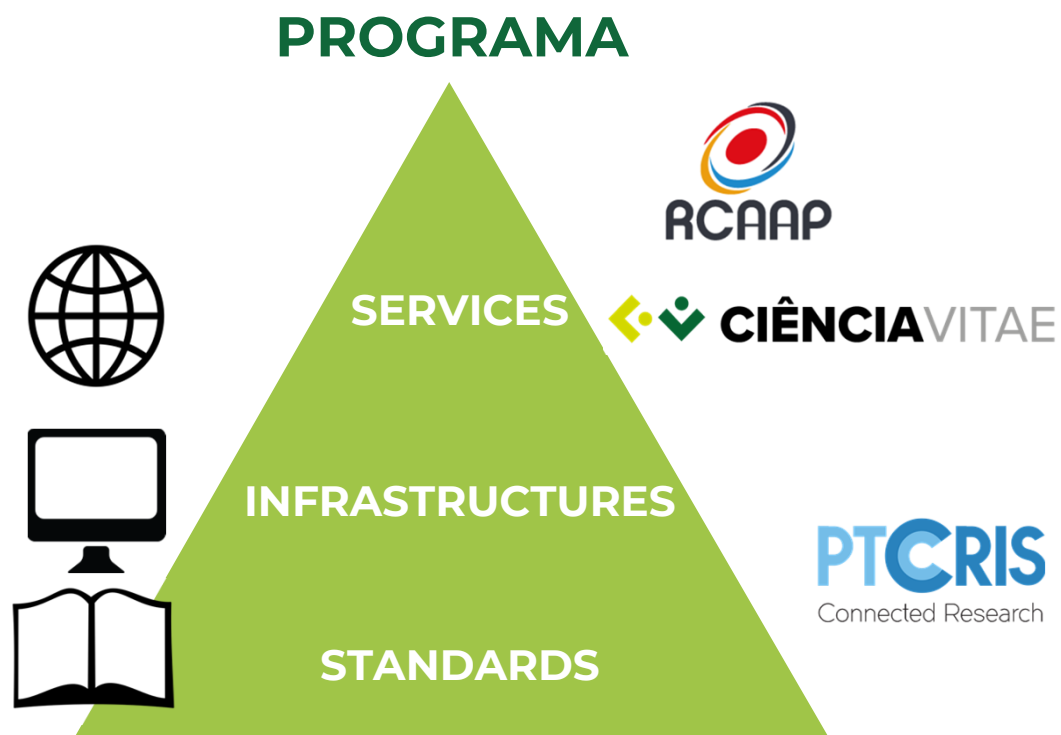 PROGRAMA
RCAAP
SERVICES
CIÊNCIAVITAE
INFRASTRUCTURES
PTCRIS
Connected Research
STANDARDS